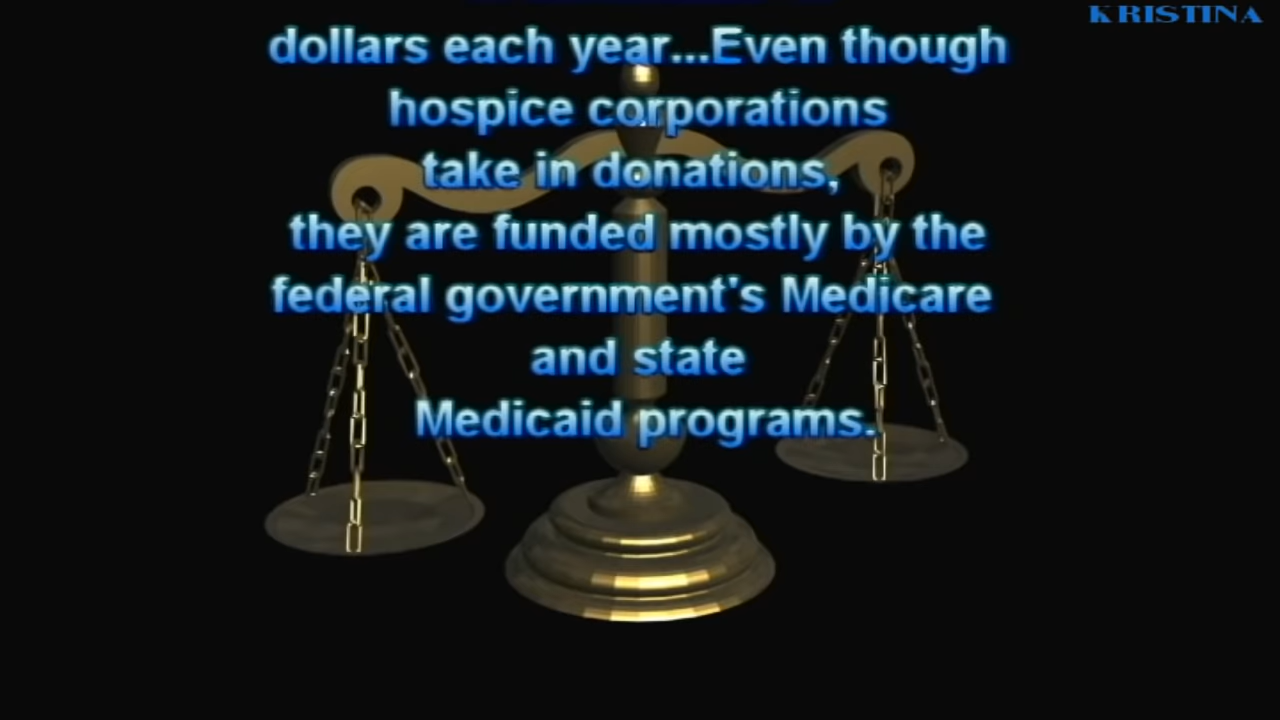 KRISTINA
dollars each year...Even though
hospice corporations
take in donations,
they are funded mostly by the
federal government's Medicare
and state
Medicaid programs.